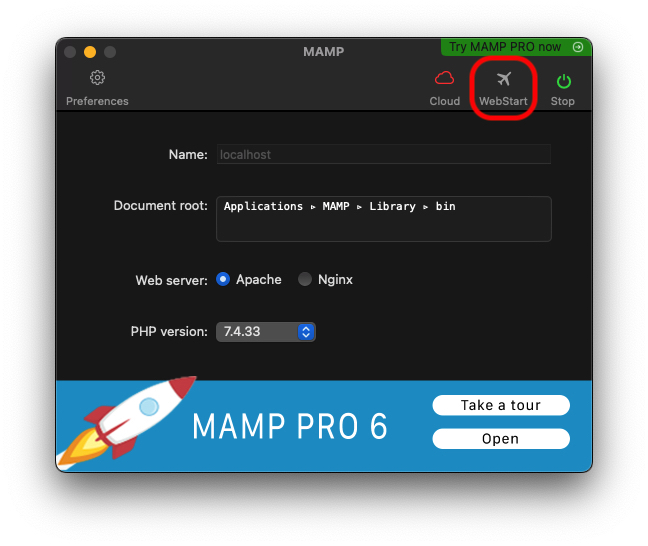 MAMP
Try MAMP PRO now
Preferences
Cloud
WebStart
Stop
Name: localhost
Document root: Applications ▹ MAMP ▹ Library ▹ bin
Web server: Apache Nginx
PHP version: 7.4.33
MAMP PRO 6
Take a tour
Open